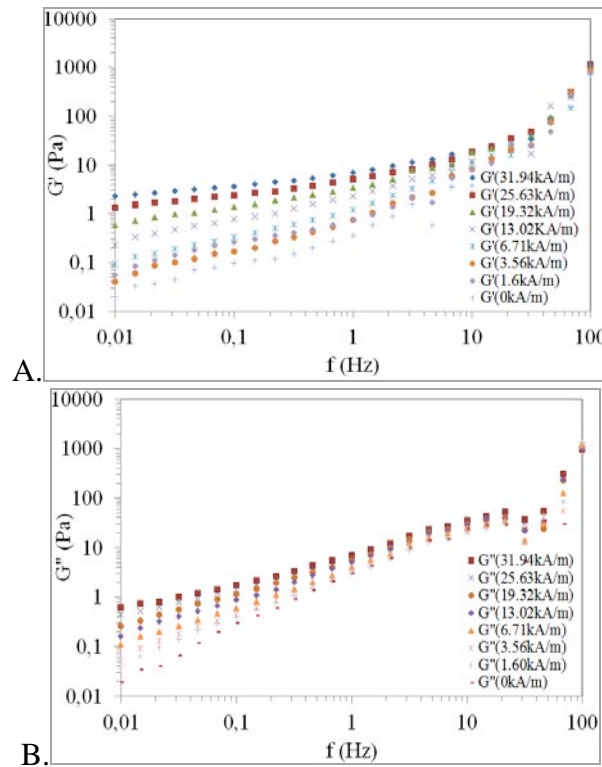 10000
1000
100
10
1
0,1
0,01
G' (Pa)
G'(31.94kA/m)
G'(25.63kA/m)
G'(19.32kA/m)
G'(13.02KA/m)
G'(6.71kA/m)
G'(3.56kA/m)
G'(1.6kA/m)
G'(0kA/m)
0,01 0,1 1 10 100
f (Hz)
A.
10000
1000
100
10
1
0,1
0,01
G" (Pa)
G"(31.94kA/m)
G"(25.63kA/m)
G"(19.32kA/m)
G"(13.02kA/m)
G"(6.71kA/m)
G"(3.56kA/m)
G"(1.60kA/m)
G"(0kA/m)
0,01 0,1 1 10 100
f (Hz)
B.